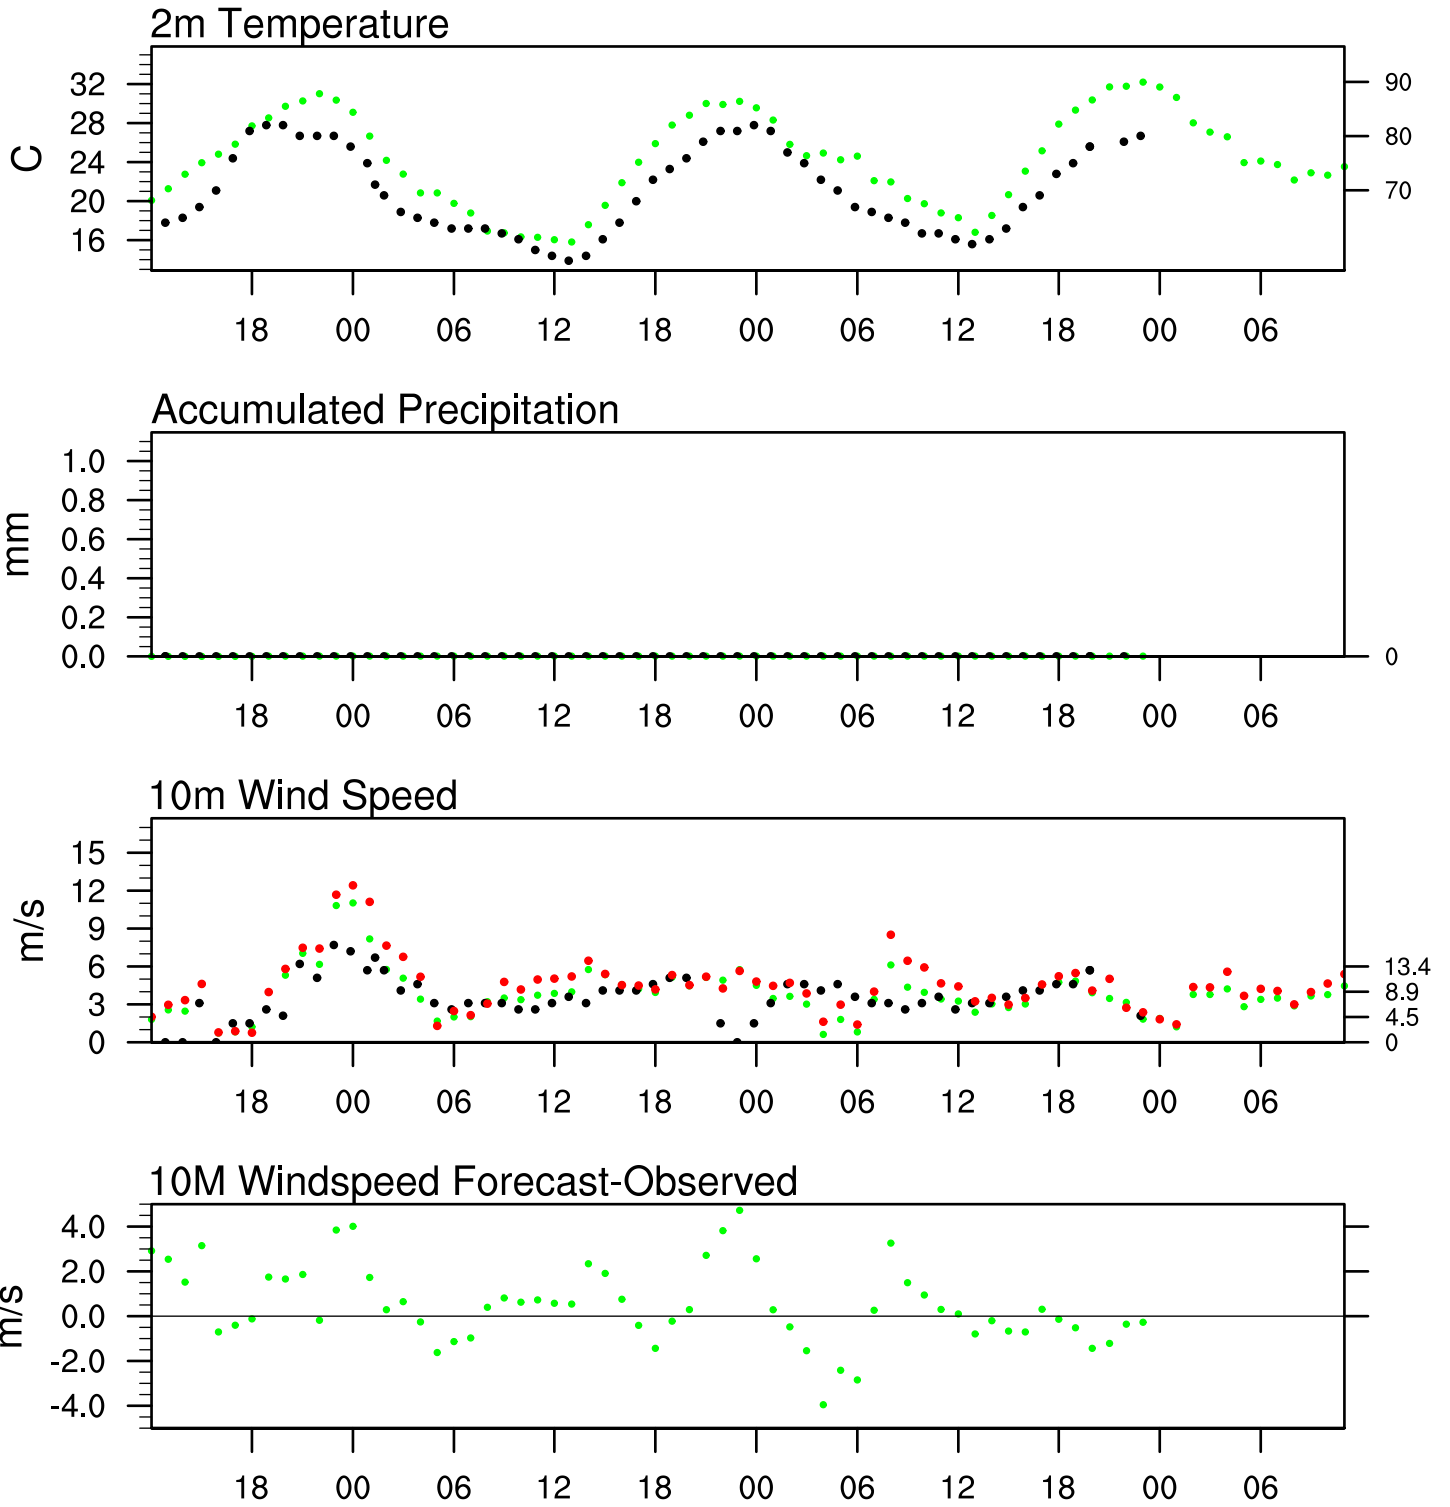 2m Temperature
32
28
24
20
16
C
90
80
70
18 00 06 12 18 00 06 12 18 00 06
Accumulated Precipitation
1.0
0.8
0.6
0.4
0.2
0.0
mm
0
18 00 06 12 18 00 06 12 18 00 06
10m Wind Speed
15
12
9
6
3
0
m/s
13.4
8.9
4.5
0
18 00 06 12 18 00 06 12 18 00 06
10M Windspeed Forecast-Observed
4.0
2.0
0.0
-2.0
-4.0
m/s
18 00 06 12 18 00 06 12 18 00 06